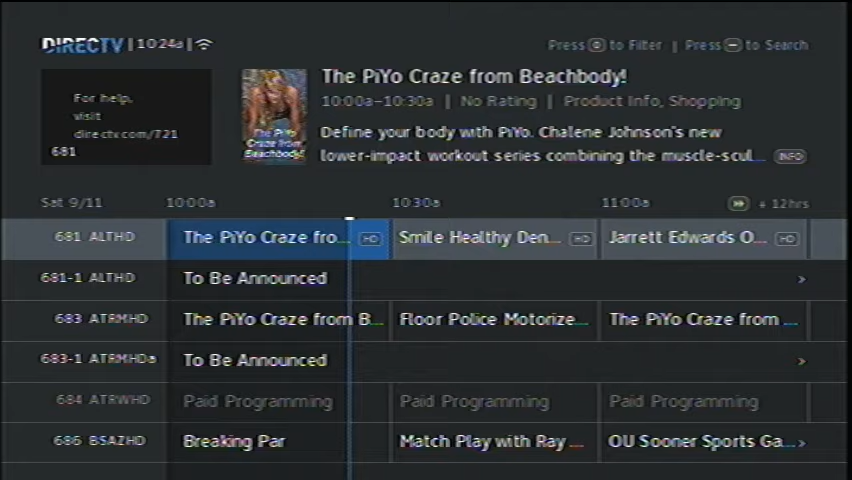 DIRECTV | 10:24a |
Press to Filter | Press to Search
For help,
visit
directv.com/721
681
The PiYo Craze from Beachbody!
The PiYo Craze from Beachbody!
10:00a-10:30a | No Rating | Product Info, Shopping
Define your body with PiYo. Chalene Johnson's new
lower-impact workout series combining the muscle-scul... INFO
Sat 9/11 10:00a 10:30a 11:00a + 12hrs
681 ALTHD The PiYo Craze fro... HD Smile Healthy Den... HD Jarrett Edwards O... HD
681-1 ALTHD To Be Announced >
683 ATRMHD The PiYo Craze from B... Floor Police Motorize... The PiYo Craze from ...
683-1 ATRMHDa To Be Announced >
684 ATRWHD Paid Programming Paid Programming Paid Programming
686 BSAZHD Breaking Par Match Play with Ray ... OU Sooner Sports Ga... >